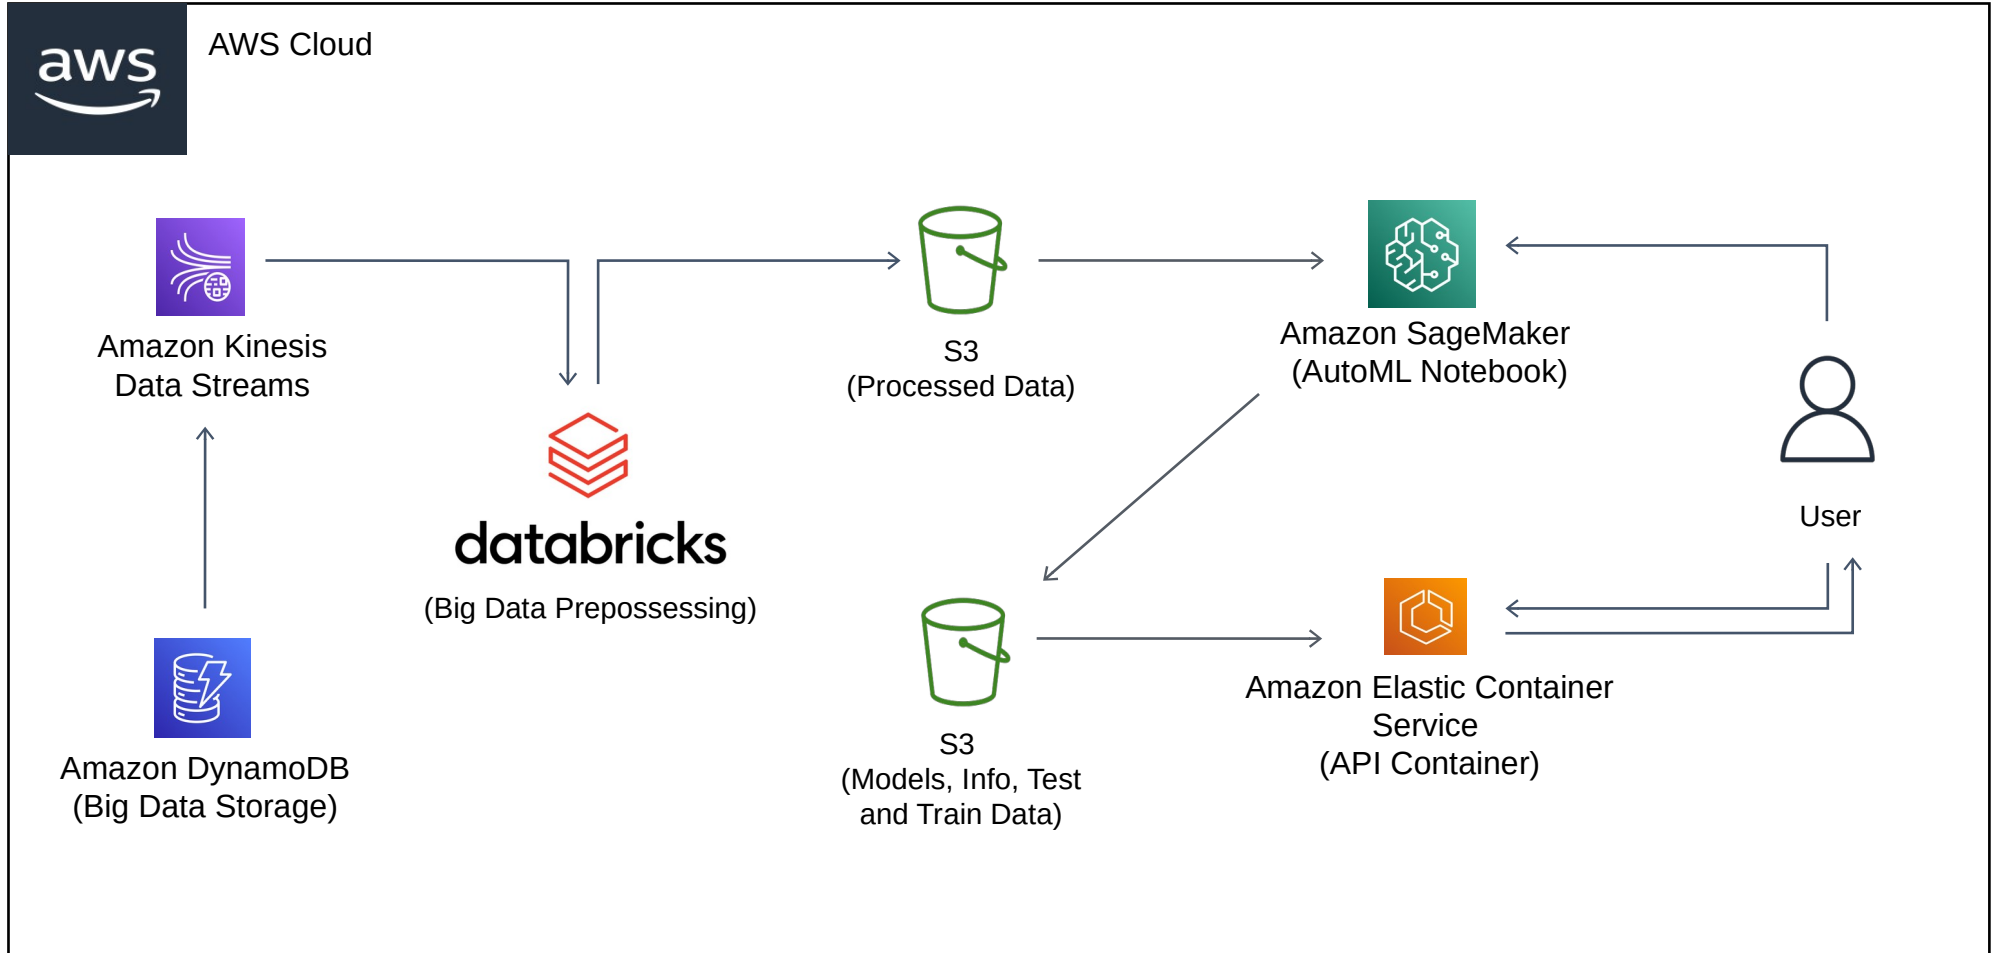 aws
AWS Cloud
Amazon Kinesis
Data Streams
databricks
(Big Data Prepossessing)
Amazon DynamoDB
(Big Data Storage)
S3
(Processed Data)
S3
(Models, Info, Test
and Train Data)
Amazon SageMaker
(AutoML Notebook)
Amazon Elastic Container
Service
(API Container)
User